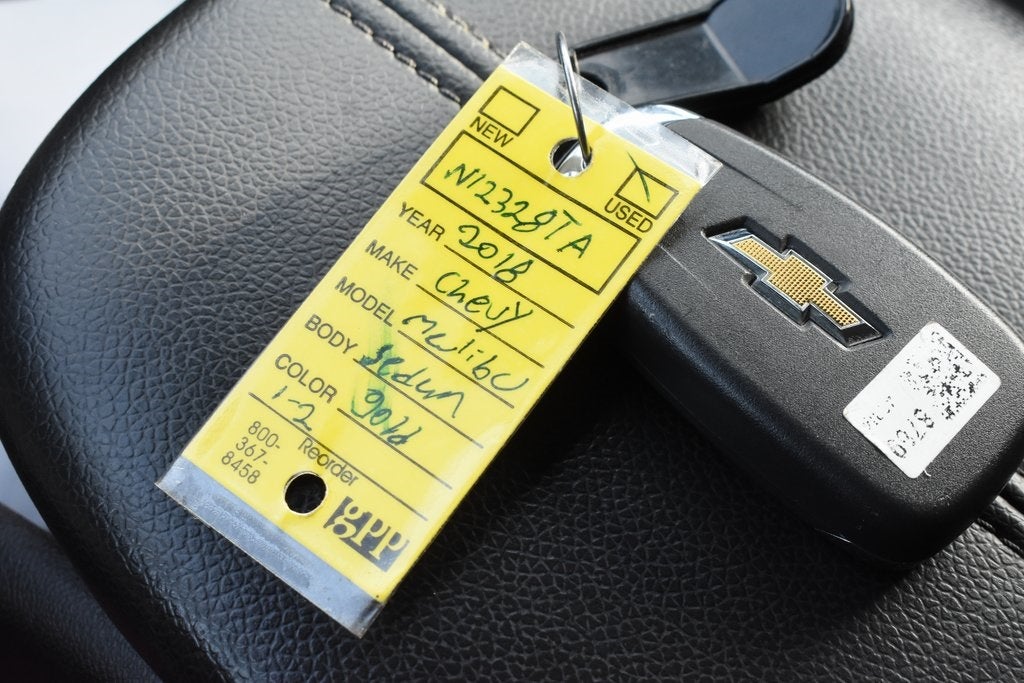 NEW
USED
N12328TA
YEAR 2018
MAKE Chevy
MODEL Malibu
BODY Sedan
COLOR gold
1-2
Reorder
800-
367-
8458
gpp